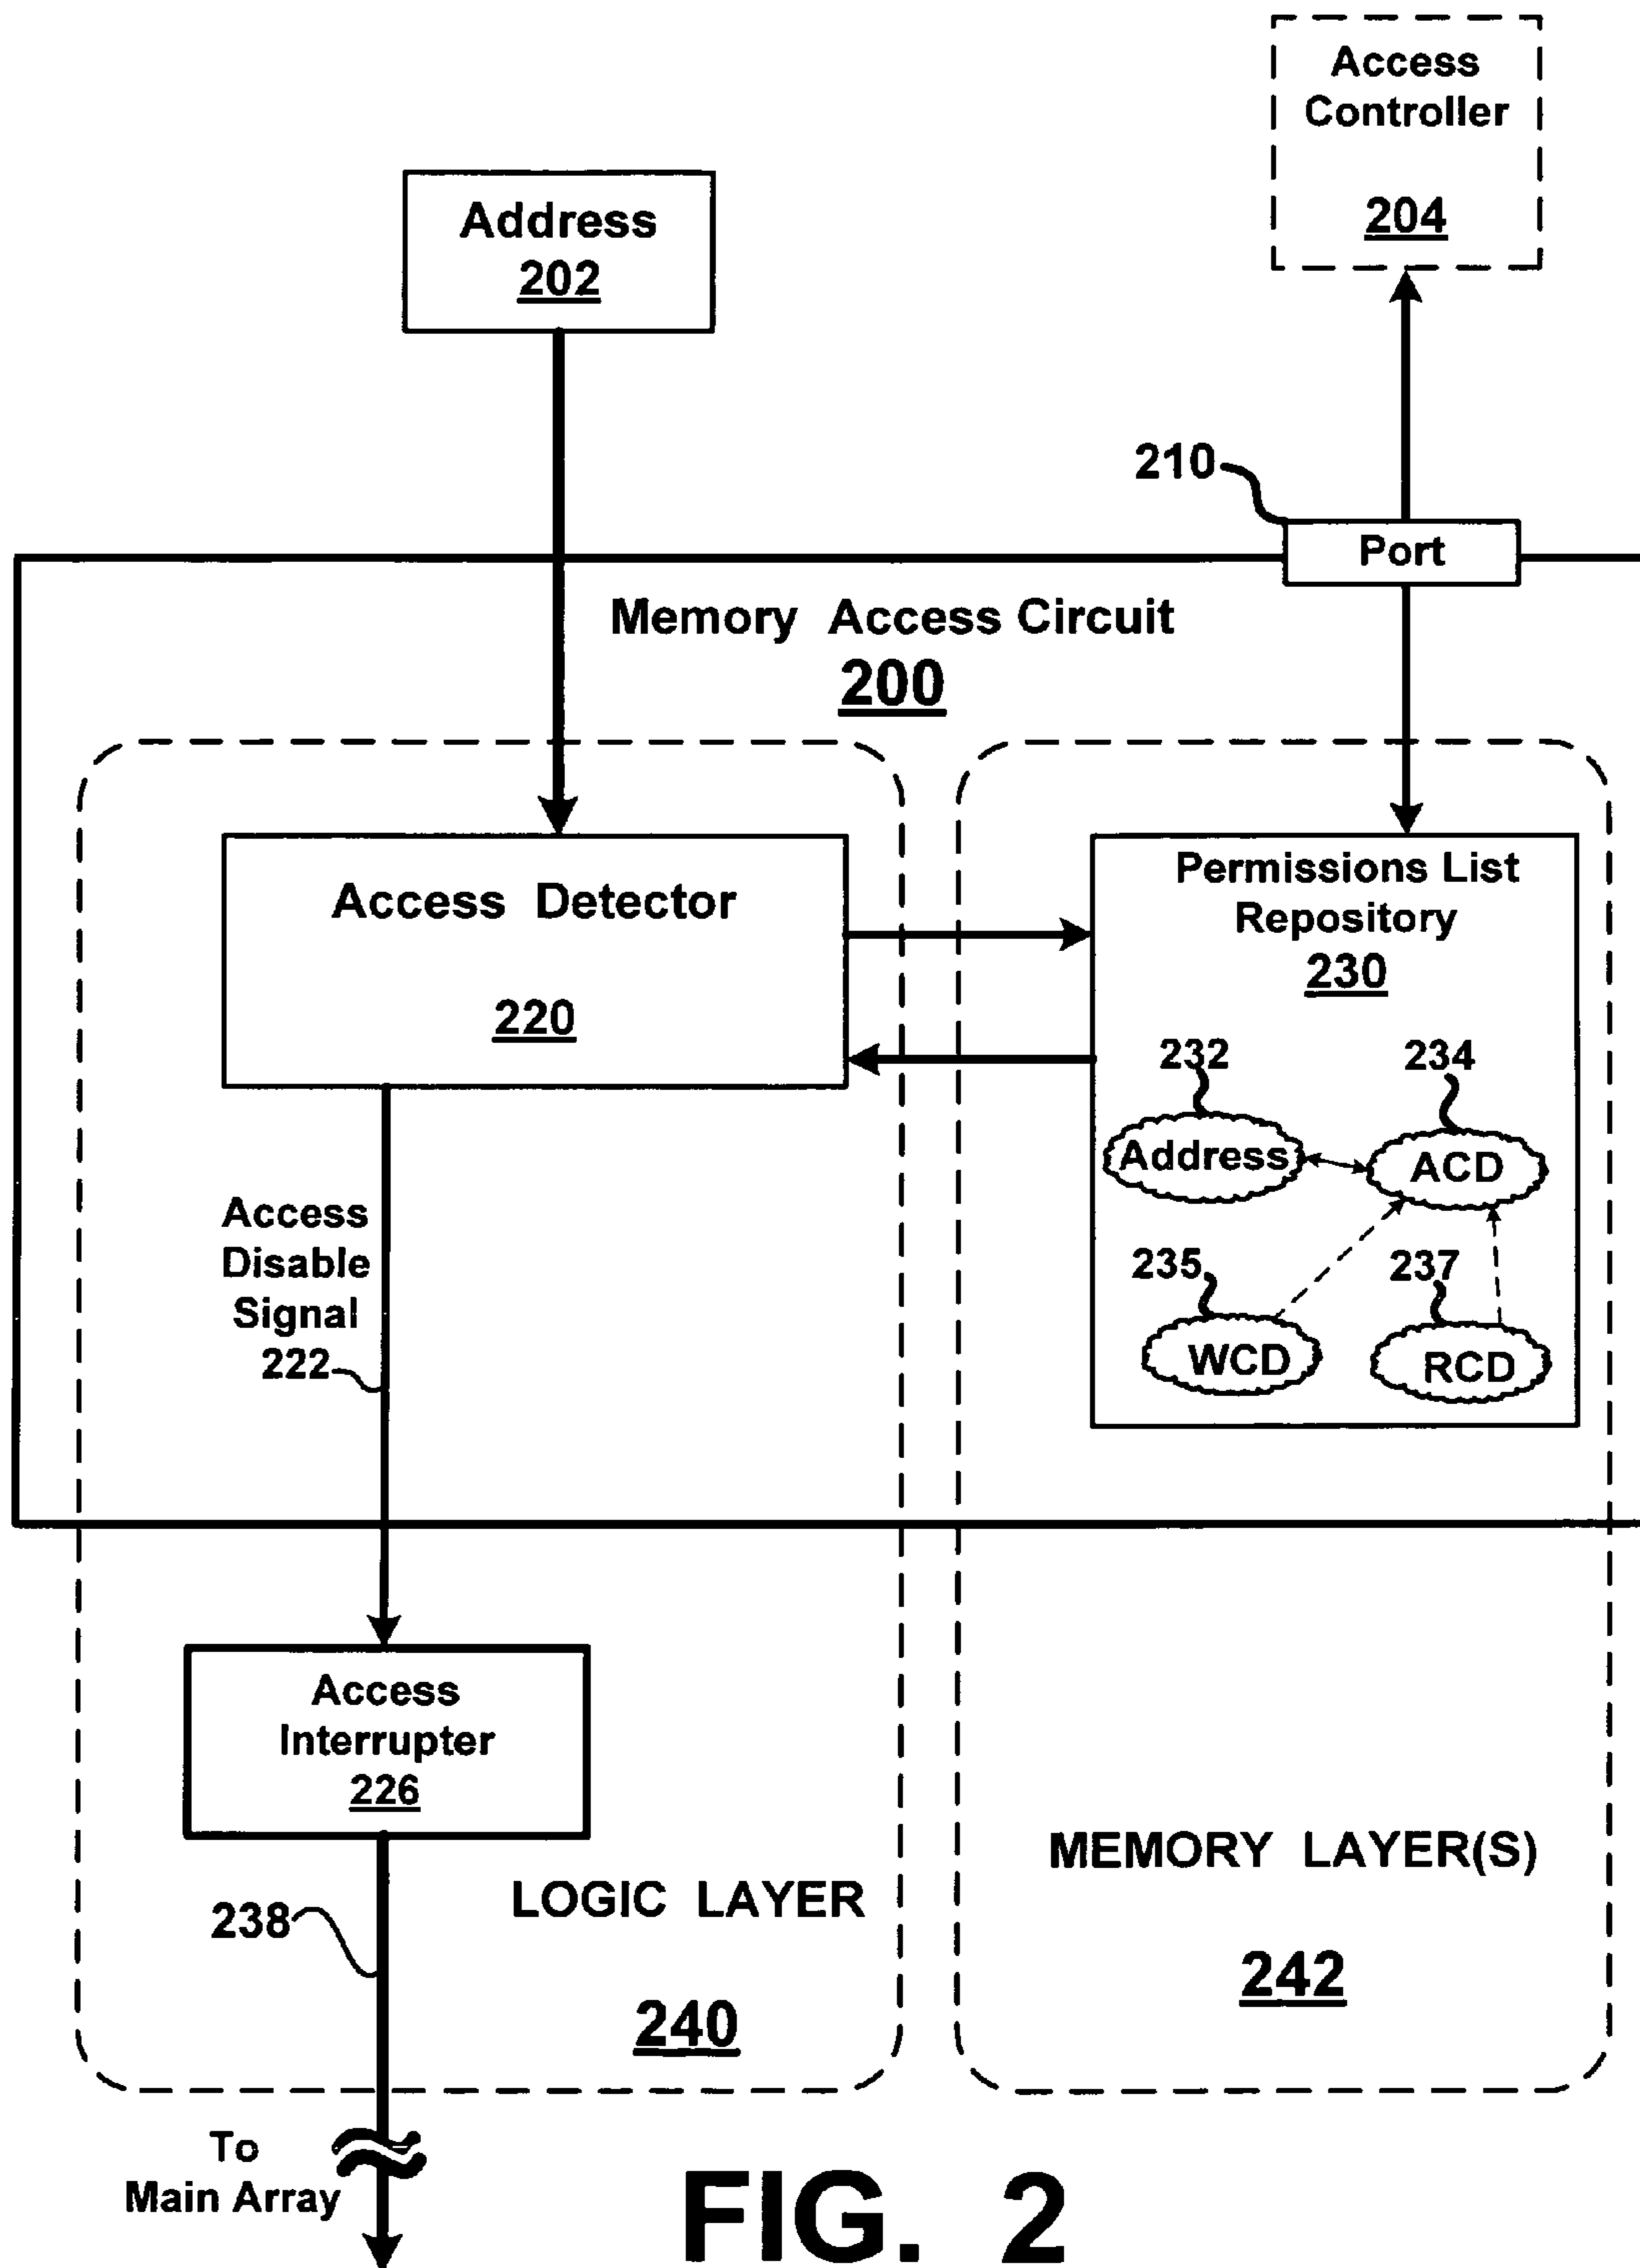 Access
Controller
204
Address
202
210
Port
Memory Access Circuit
200
Access Detector
220
Permissions List
Repository
230
232
234
Address
ACD
235
237
WCD
RCD
Access
Disable
Signal
222
Access
Interrupter
226
238
LOGIC LAYER
240
MEMORY LAYER(S)
242
To
Main Array
FIG. 2